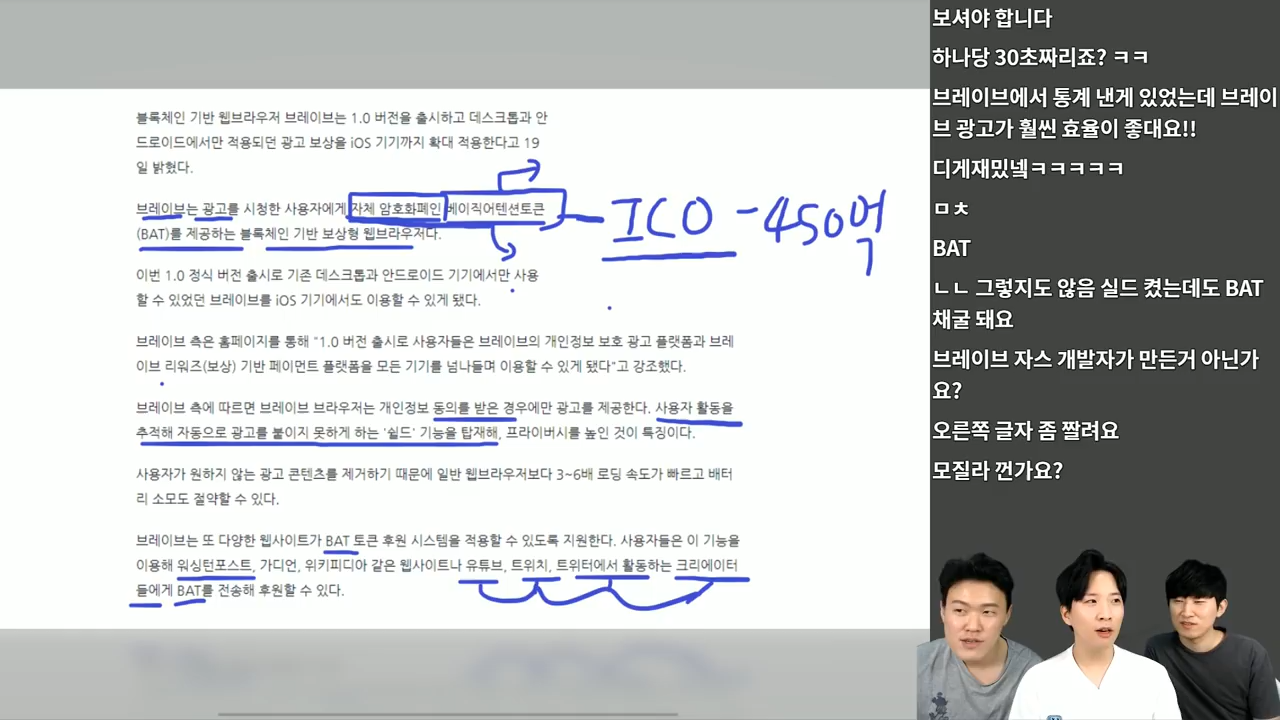 블록체인 기반 웹브라우저 브레이브는 1.0 버전을 출시하고 데스크톱과 안
드로이드에서만 적용되던 광고 보상을 iOS 기기까지 확대 적용한다고 19
일 밝혔다.
브레이브는 광고를 시청한 사용자에게 자체 암호화폐인 베이직어텐션토큰
(BAT)를 제공하는 블록체인 기반 보상형 웹브라우저다.
ICO - 450억
이번 1.0 정식 버전 출시로 기존 데스크톱과 안드로이드 기기에서만 사용
할 수 있었던 브레이브를 iOS 기기에서도 이용할 수 있게 됐다.
브레이브 측은 홈페이지를 통해 "1.0 버전 출시로 사용자들은 브레이브의 개인정보 보호 광고 플랫폼과 브레
이브 리워즈(보상) 기반 페이먼트 플랫폼을 모든 기기를 넘나들며 이용할 수 있게 됐다"고 강조했다.
브레이브 측에 따르면 브레이브 브라우저는 개인정보 동의를 받은 경우에만 광고를 제공한다. 사용자 활동을
추적해 자동으로 광고를 붙이지 못하게 하는 '쉴드' 기능을 탑재해, 프라이버시를 높인 것이 특징이다.
사용자가 원하지 않는 광고 콘텐츠를 제거하기 때문에 일반 웹브라우저보다 3~6배 로딩 속도가 빠르고 배터
리 소모도 절약할 수 있다.
브레이브는 또 다양한 웹사이트가 BAT 토큰 후원 시스템을 적용할 수 있도록 지원한다. 사용자들은 이 기능을
이용해 워싱턴포스트, 가디언, 위키피디아 같은 웹사이트나 유튜브, 트위치, 트위터에서 활동하는 크리에이터
들에게 BAT를 전송해 후원할 수 있다.
보셔야 합니다
하나당 30초짜리죠? ㅋㅋ
브레이브에서 통계 낸게 있었는데 브레이
브 광고가 훨씬 효율이 좋대요!!
디게재밌넼ㅋㅋㅋㅋㅋ
ㅁㅊ
BAT
ㄴㄴ 그렇지도 않음 실드 켰는데도 BAT
채굴 돼요
브레이브 자스 개발자가 만든거 아닌가
요?
오른쪽 글자 좀 짤려요
모질라 껀가요?